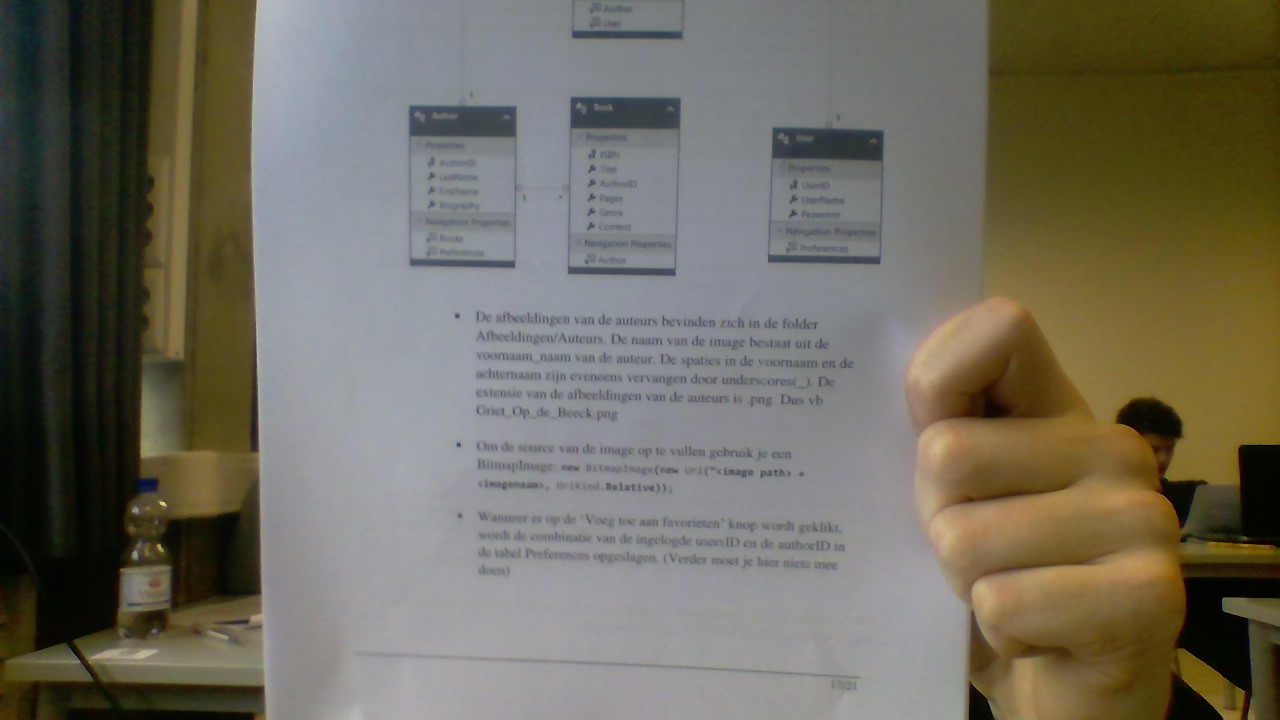 Author
User
1
1
Author
Properties
AuthorID
LastName
FirstName
Biography
Navigation Properties
Books
Preferences
1
*
Book
Properties
ISBN
Titel
AuthorID
Pages
Genre
Content
Navigation Properties
Author
User
Properties
UserID
UserName
Password
Navigation Properties
Preferences
▪ De afbeeldingen van de auteurs bevinden zich in de folder
Afbeeldingen/Auteurs. De naam van de image bestaat uit de
voornaam_naam van de auteur. De spaties in de voornaam en de
achternaam zijn eveneens vervangen door underscores(_). De
extensie van de afbeeldingen van de auteurs is .png. Dus vb
Griet_Op_de_Beeck.png
▪ Om de source van de image op te vullen gebruik je een
BitmapImage: new BitmapImage(new Uri("<image path> +
<imagenaam>, UriKind.Relative));
▪ Wanneer er op de 'Voeg toe aan favorieten' knop wordt geklikt,
wordt de combinatie van de ingelogde usersID en de authorID in
de tabel Preferences opgeslagen. (Verder moet je hier niets mee
doen)